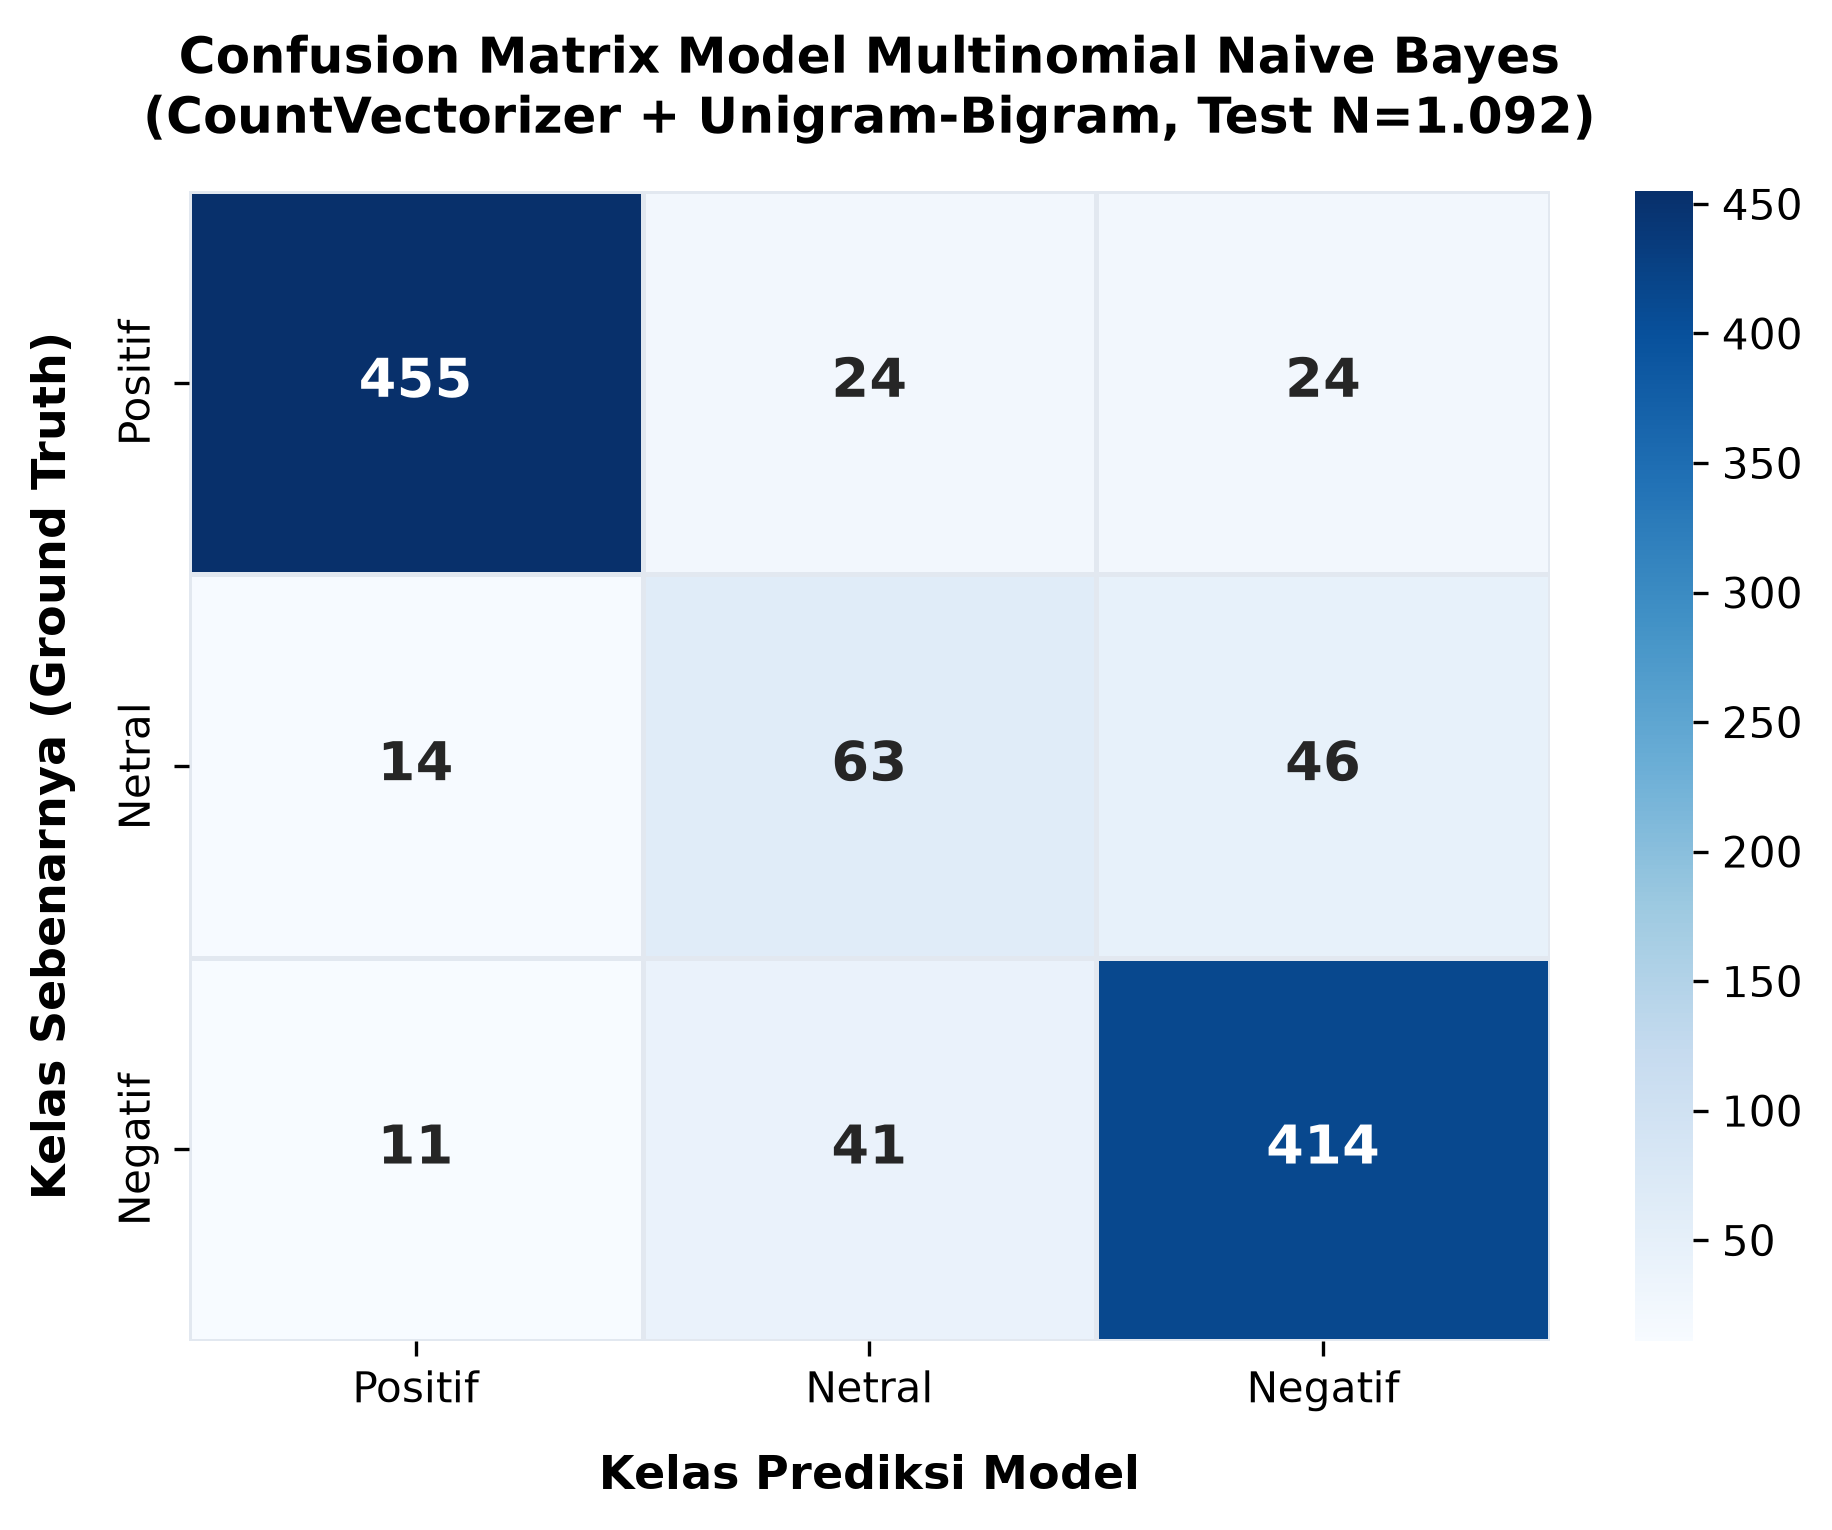 Confusion Matrix Model Multinomial Naive Bayes
(CountVectorizer + Unigram-Bigram, Test N=1.092)
Kelas Sebenarnya (Ground Truth)
Positif
455
24
24
Netral
14
63
46
Negatif
11
41
414
Positif
Netral
Negatif
Kelas Prediksi Model
450
400
350
300
250
200
150
100
50